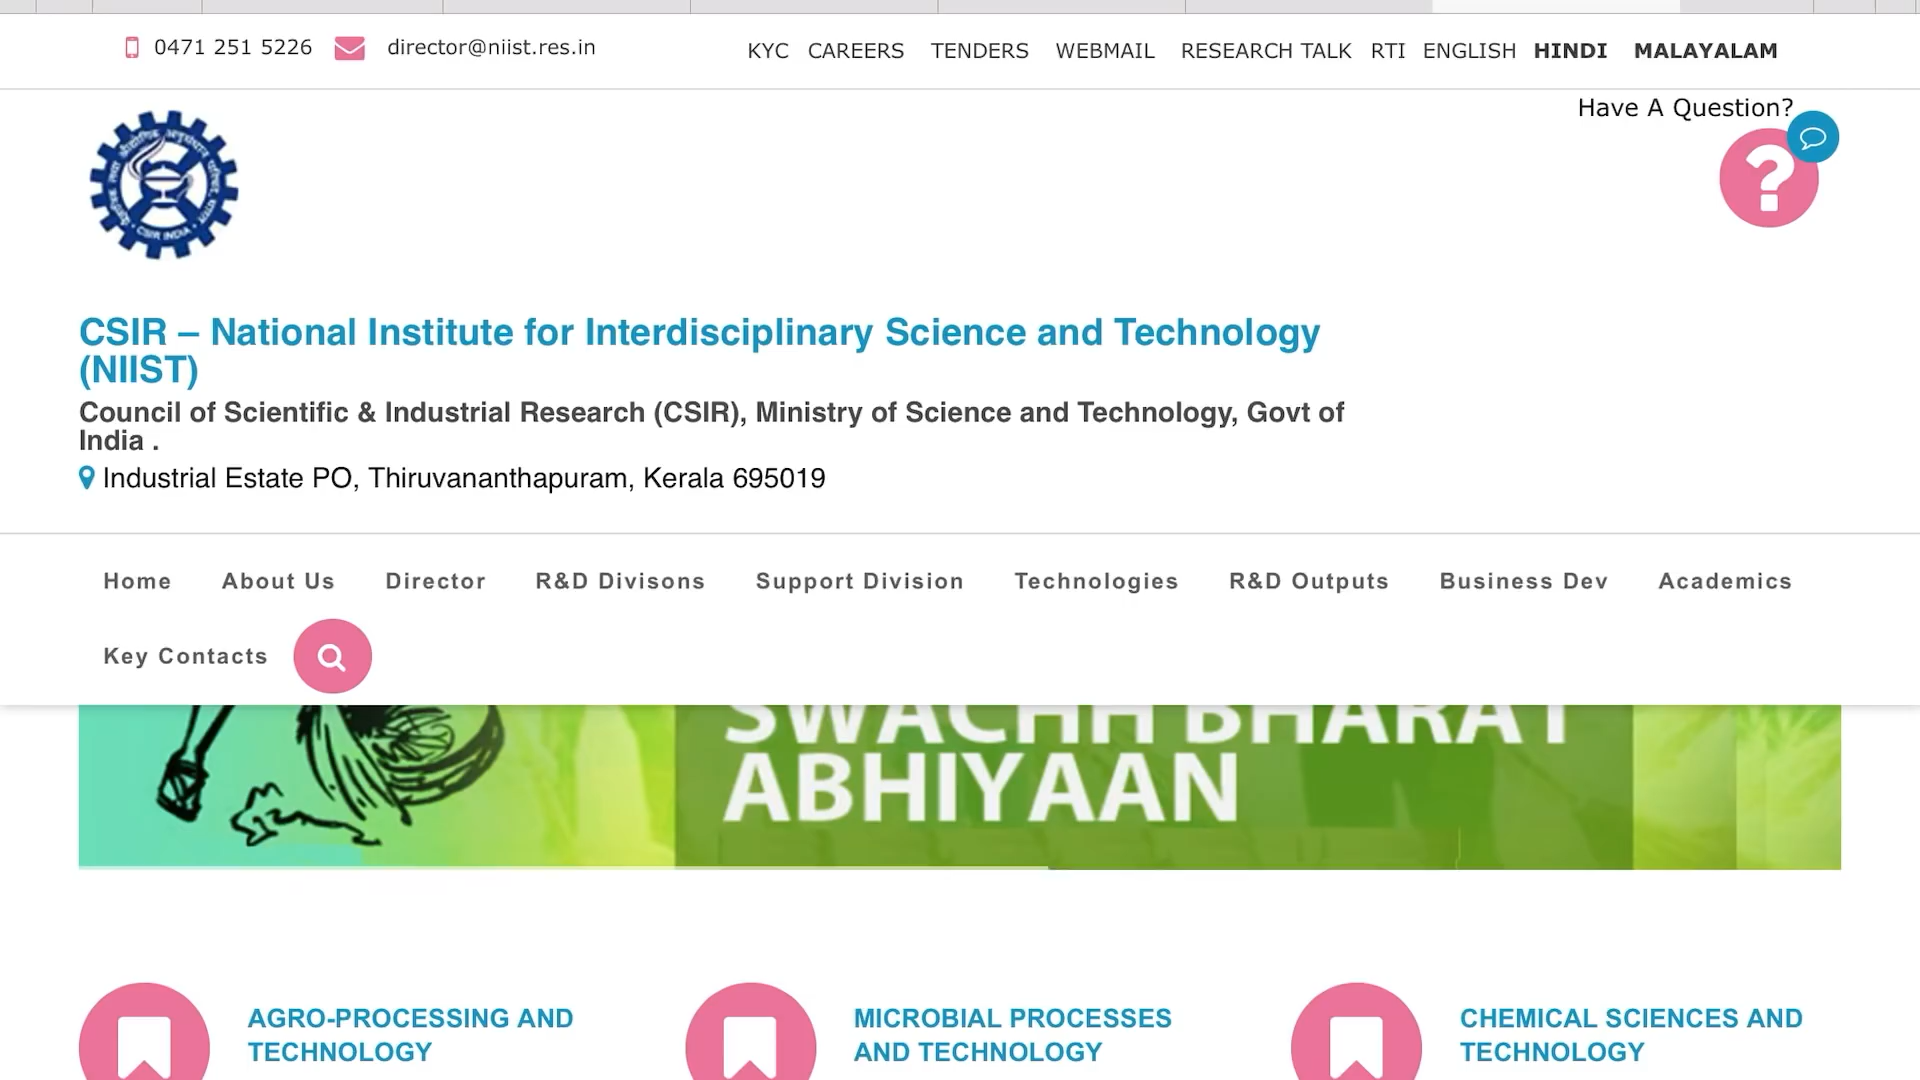 0471 251 5226 director@niist.res.in
KYC CAREERS TENDERS WEBMAIL RESEARCH TALK RTI ENGLISH HINDI MALAYALAM
Have A Question?
CSIR INDIA
CSIR – National Institute for Interdisciplinary Science and Technology
(NIIST)
Council of Scientific & Industrial Research (CSIR), Ministry of Science and Technology, Govt of
India .
Industrial Estate PO, Thiruvananthapuram, Kerala 695019
Home About Us Director R&D Divisons Support Division Technologies R&D Outputs Business Dev Academics
Key Contacts
SWACHH BHARAT
ABHIYAAN
AGRO-PROCESSING AND
TECHNOLOGY
MICROBIAL PROCESSES
AND TECHNOLOGY
CHEMICAL SCIENCES AND
TECHNOLOGY